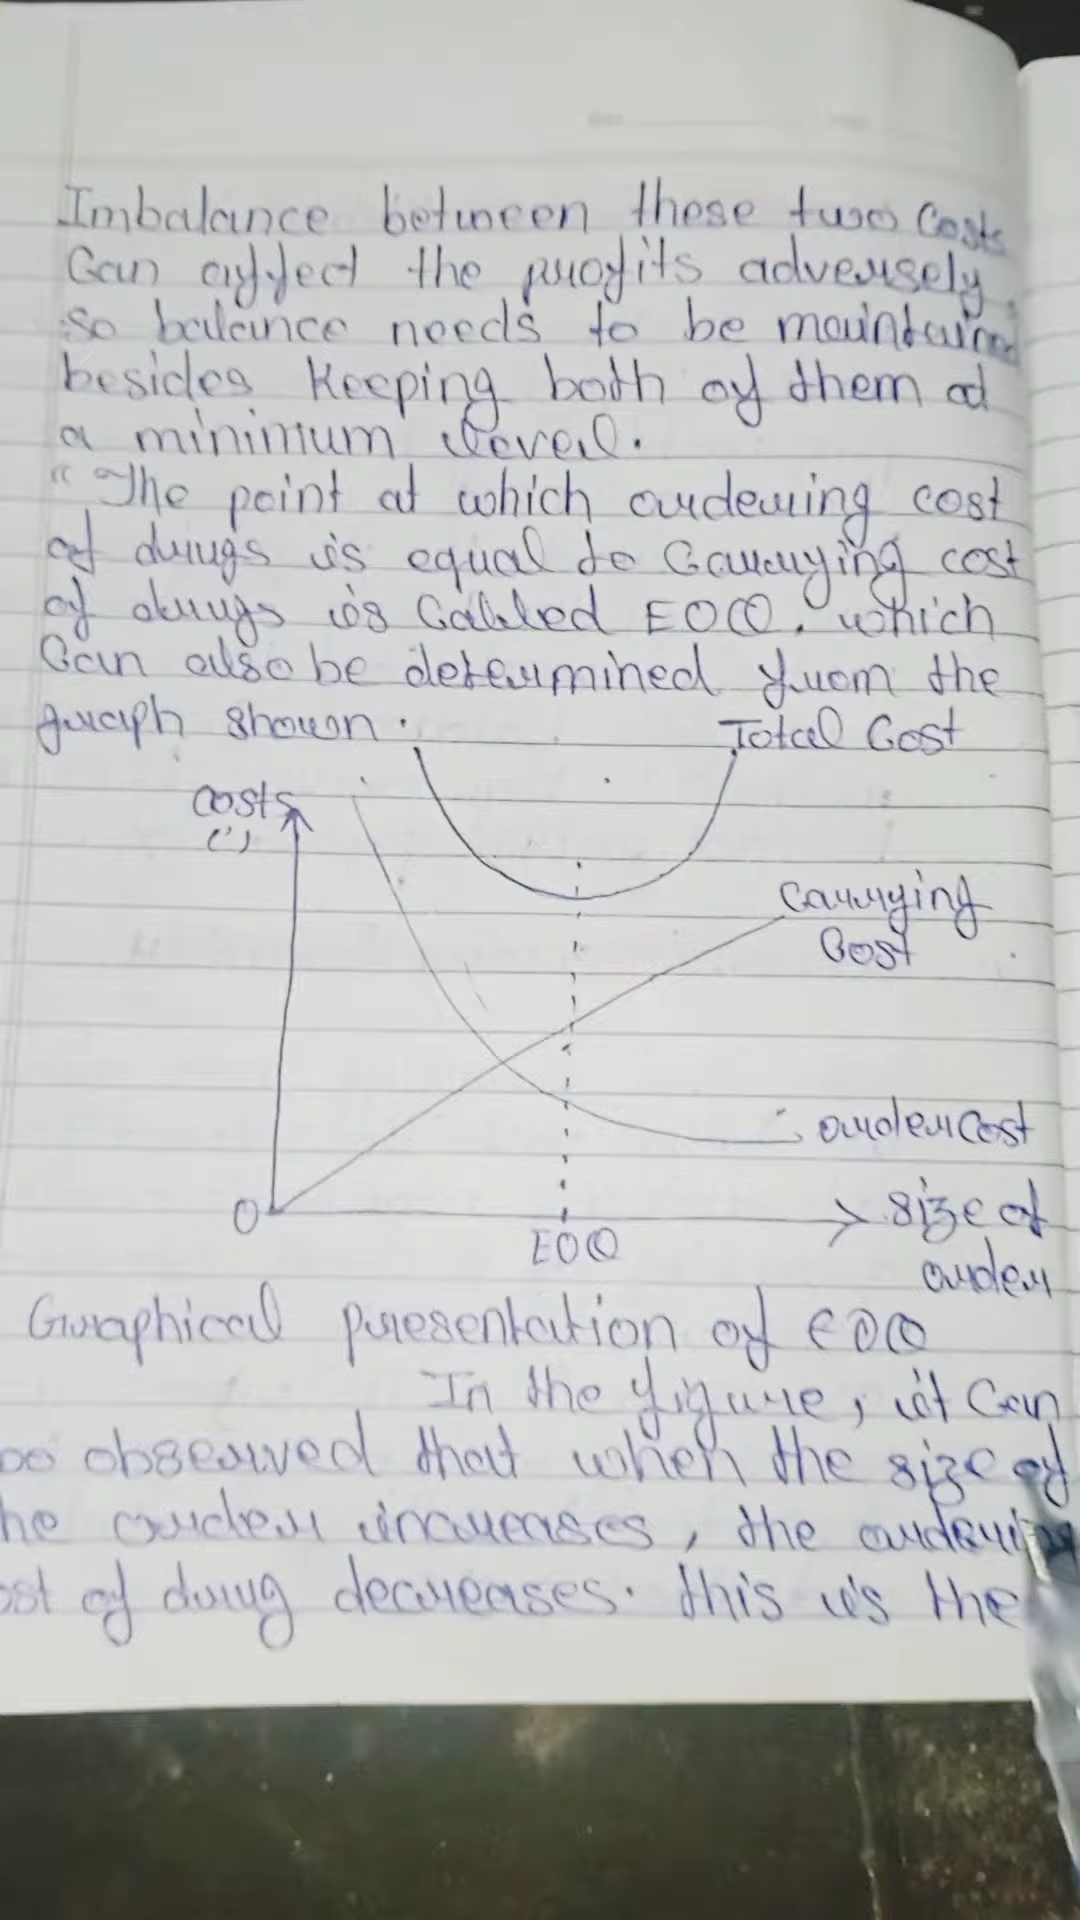 Imbalance between these two Costs
Can affect the profits adversely,
so balance needs to be maintained
besides Keeping both of them at
a minimum level.
"The point at which ordering cost
of drugs is equal to Carrying cost
of drugs is Called EOQ. which
Can also be determined from the
graph shown.
Total Cost
costs
Carrying
Cost
order cost
O
size of
EOQ
order
Graphical presentation of EOQ
In the figure, it Can
observed that when the size of
order increases, the ordering
of drug decreases. this is the